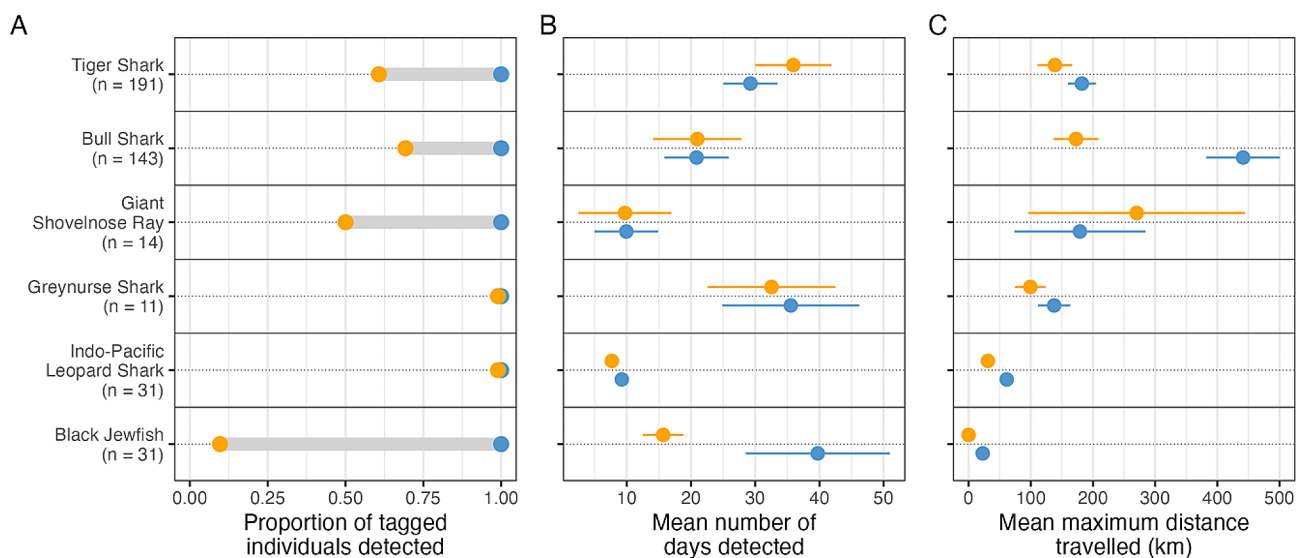 A
B
C
Tiger Shark
(n = 191)
Bull Shark
(n = 143)
Giant
Shovelnose Ray
(n = 14)
Greynurse Shark
(n = 11)
Indo-Pacific
Leopard Shark
(n = 31)
Black Jewfish
(n = 31)
0.00 0.25 0.50 0.75 1.00
Proportion of tagged
individuals detected
10 20 30 40 50
Mean number of
days detected
0 100 200 300 400 500
Mean maximum distance
travelled (km)